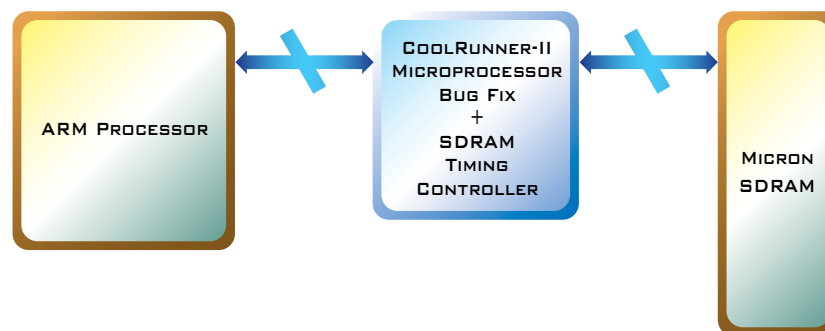 ARM PROCESSOR
COOLRUNNER-II
MICROPROCESSOR
BUG FIX
+
SDRAM
TIMING
CONTROLLER
MICRON
SDRAM